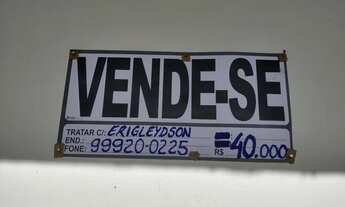 VENDE-SE
TRATAR C/: ERIGLEYDSON
END.:
FONE: 99920-0225 R$ =40.000